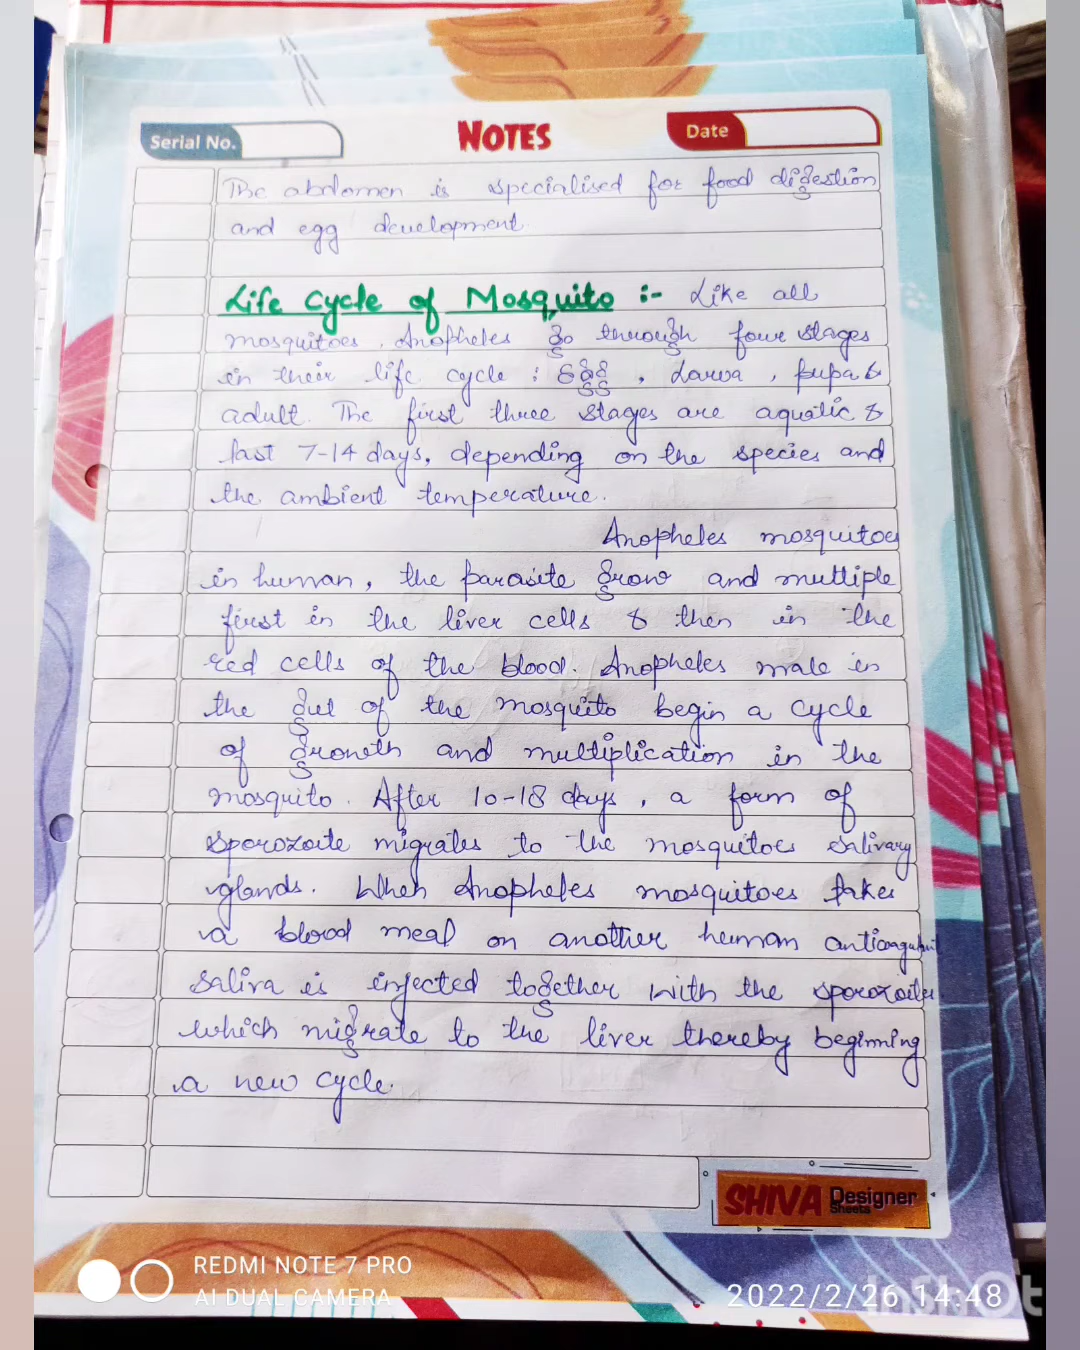 Serial No.
NOTES
Date
The abdomen is specialised for food digestion
and egg development.
Life Cycle of Mosquito :- Like all
mosquitoes, Anopheles go through four stages
in their life cycle : Egg , Larva , pupa &
adult. The first three stages are aquatic &
last 7-14 days, depending on the species and
the ambient temperature.
Anopheles mosquitoes
in human, the parasite grow and multiple
first in the liver cells & then in the
red cells of the blood. Anopheles male in
the gut of the mosquito begin a cycle
of growth and multiplication in the
mosquito. After 10-18 days, a form of
sporozoite migrates to the mosquitoes salivary
glands. When Anopheles mosquitoes takes
a blood meal on another human
saliva is injected together with the sporozoites
which migrate to the liver thereby beginning
a new cycle.
SHIVA Designer
Sheets
REDMI NOTE 7 PRO
AI DUAL CAMERA
2022/2/26 14:48